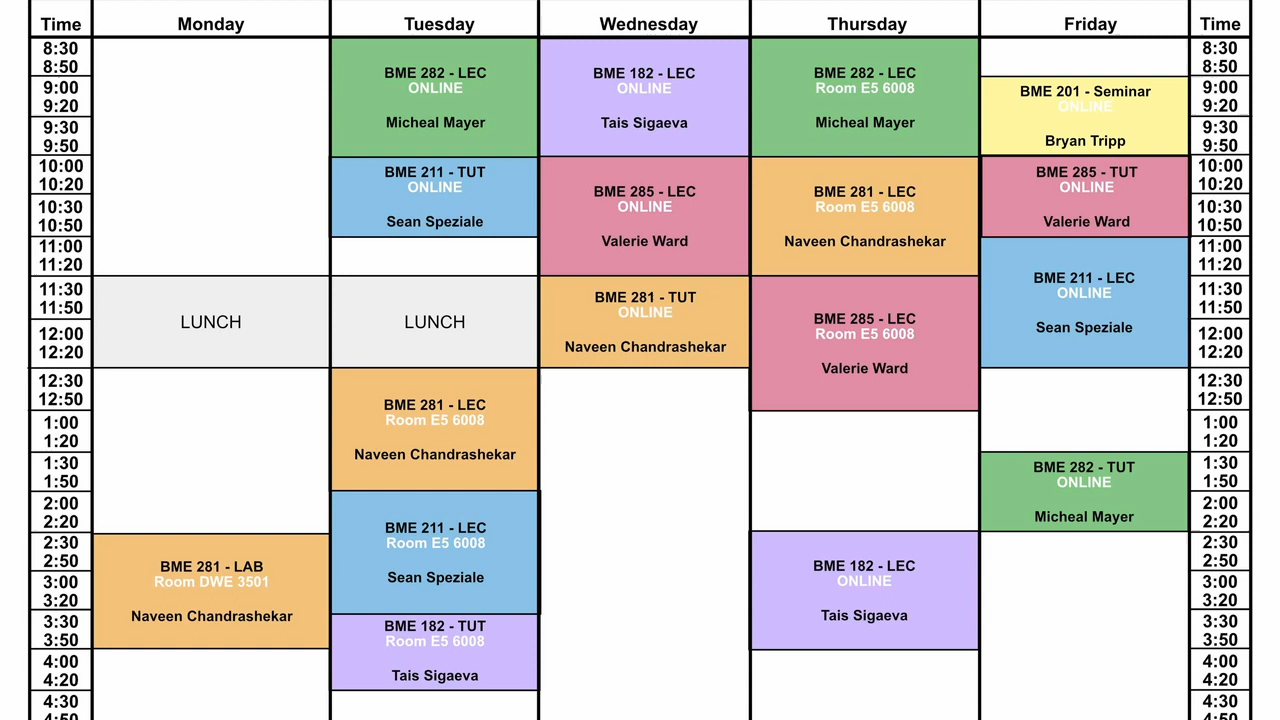 Time Monday Tuesday Wednesday Thursday Friday Time
8:30
8:50
9:00
9:20
9:30
9:50
10:00
10:20
10:30
10:50
11:00
11:20
11:30
11:50
12:00
12:20
12:30
12:50
1:00
1:20
1:30
1:50
2:00
2:20
2:30
2:50
3:00
3:20
3:30
3:50
4:00
4:20
4:30
4:50
LUNCH
BME 281 - LAB
Room DWE 3501
Naveen Chandrashekar
BME 282 - LEC
ONLINE
Micheal Mayer
BME 211 - TUT
ONLINE
Sean Speziale
LUNCH
BME 281 - LEC
Room E5 6008
Naveen Chandrashekar
BME 211 - LEC
Room E5 6008
Sean Speziale
BME 182 - TUT
Room E5 6008
Tais Sigaeva
BME 182 - LEC
ONLINE
Tais Sigaeva
BME 285 - LEC
ONLINE
Valerie Ward
BME 281 - TUT
ONLINE
Naveen Chandrashekar
BME 282 - LEC
Room E5 6008
Micheal Mayer
BME 281 - LEC
Room E5 6008
Naveen Chandrashekar
BME 285 - LEC
Room E5 6008
Valerie Ward
BME 182 - LEC
ONLINE
Tais Sigaeva
BME 201 - Seminar
ONLINE
Bryan Tripp
BME 285 - TUT
ONLINE
Valerie Ward
BME 211 - LEC
ONLINE
Sean Speziale
BME 282 - TUT
ONLINE
Micheal Mayer
8:30
8:50
9:00
9:20
9:30
9:50
10:00
10:20
10:30
10:50
11:00
11:20
11:30
11:50
12:00
12:20
12:30
12:50
1:00
1:20
1:30
1:50
2:00
2:20
2:30
2:50
3:00
3:20
3:30
3:50
4:00
4:20
4:30
4:50